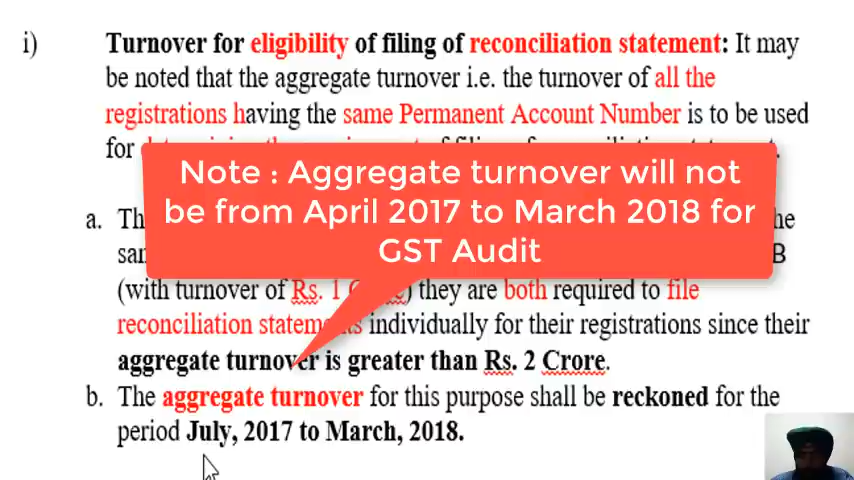 i) Turnover for eligibility of filing of reconciliation statement: It may
be noted that the aggregate turnover i.e. the turnover of all the
registrations having the same Permanent Account Number is to be used
for
Note : Aggregate turnover will not
be from April 2017 to March 2018 for
GST Audit
a.
(with turnover of Rs. 1 they are both required to file
reconciliation individually for their registrations since their
aggregate turnover is greater than Rs. 2 Crore.
b. The aggregate turnover for this purpose shall be reckoned for the
period July, 2017 to March, 2018.